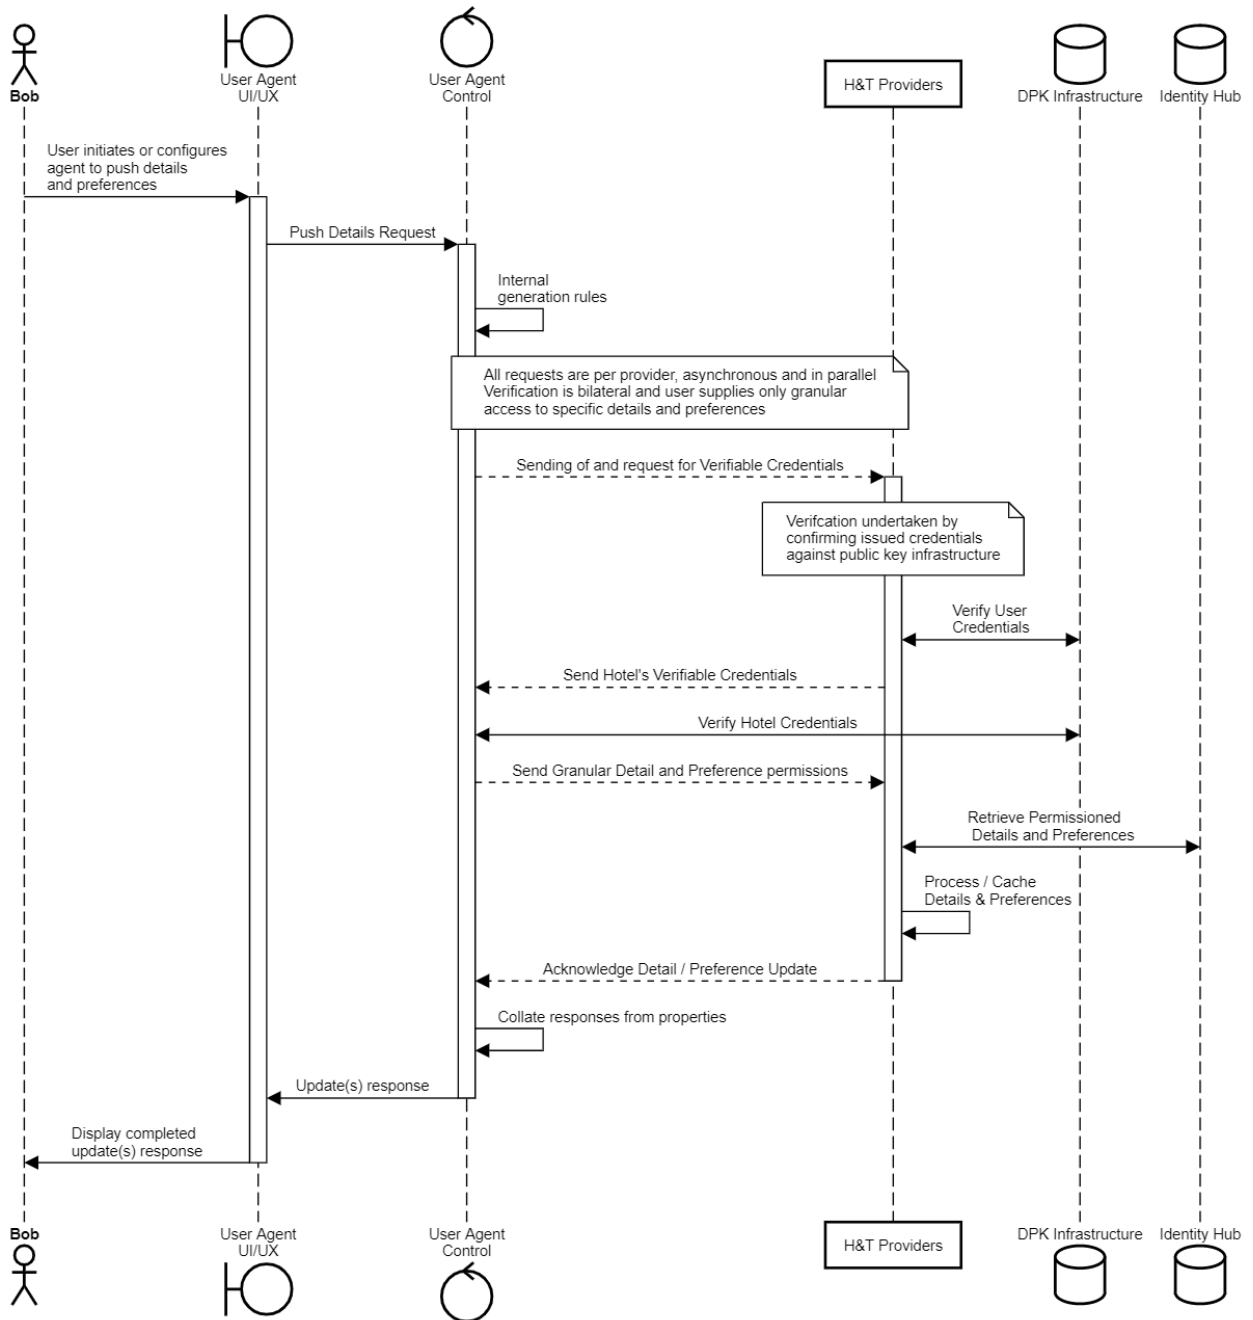 User Agent
UI/UX
User Agent
Control
Bob
H&T Providers
DPK Infrastructure
Identity Hub
User initiates or configures
agent to push details
and preferences
Push Details Request
Internal
generation rules
All requests are per provider, asynchronous and in parallel
Verification is bilateral and user supplies only granular
access to specific details and preferences
Sending of and request for Verifiable Credentials
Verifcation undertaken by
confirming issued credentials
against public key infrastructure
Verify User
Credentials
Send Hotel's Verifiable Credentials
Verify Hotel Credentials
Send Granular Detail and Preference permissions
Retrieve Permissioned
Details and Preferences
Process / Cache
Details & Preferences
Acknowledge Detail / Preference Update
Collate responses from properties
Update(s) response
Display completed
update(s) response
Bob
User Agent
UI/UX
User Agent
Control
H&T Providers
DPK Infrastructure
Identity Hub